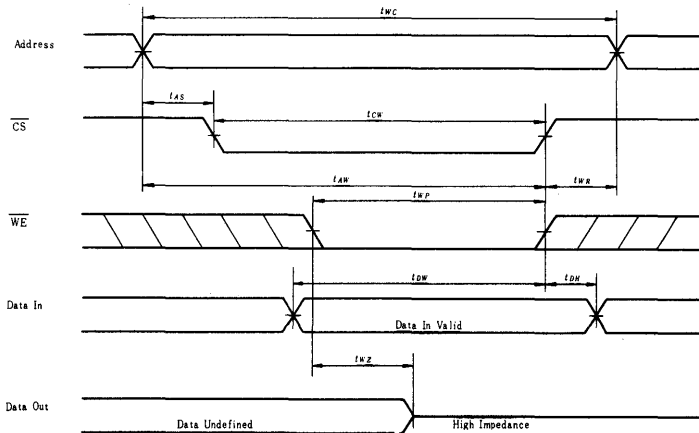 tWC
Address
tAS
tCW
CS
tAW
tWR
tWP
WE
tDW
tDH
Data In
Data In Valid
tWZ
Data Out
Data Undefined
High Impedance